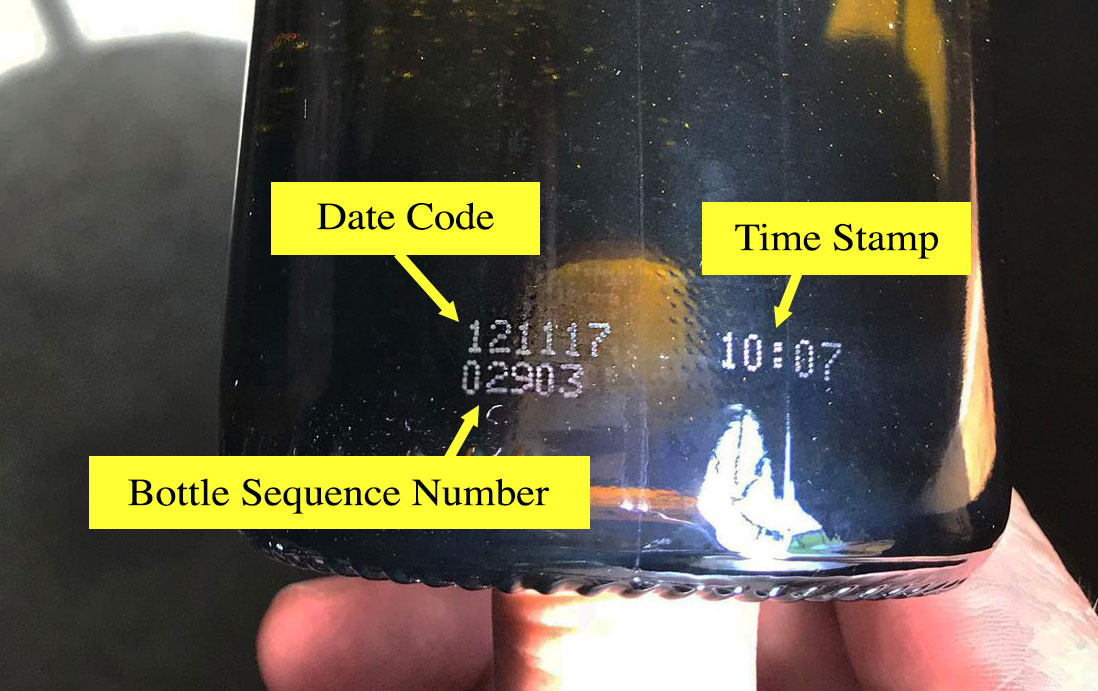 Date Code
Time Stamp
121117
10:07
02903
Bottle Sequence Number